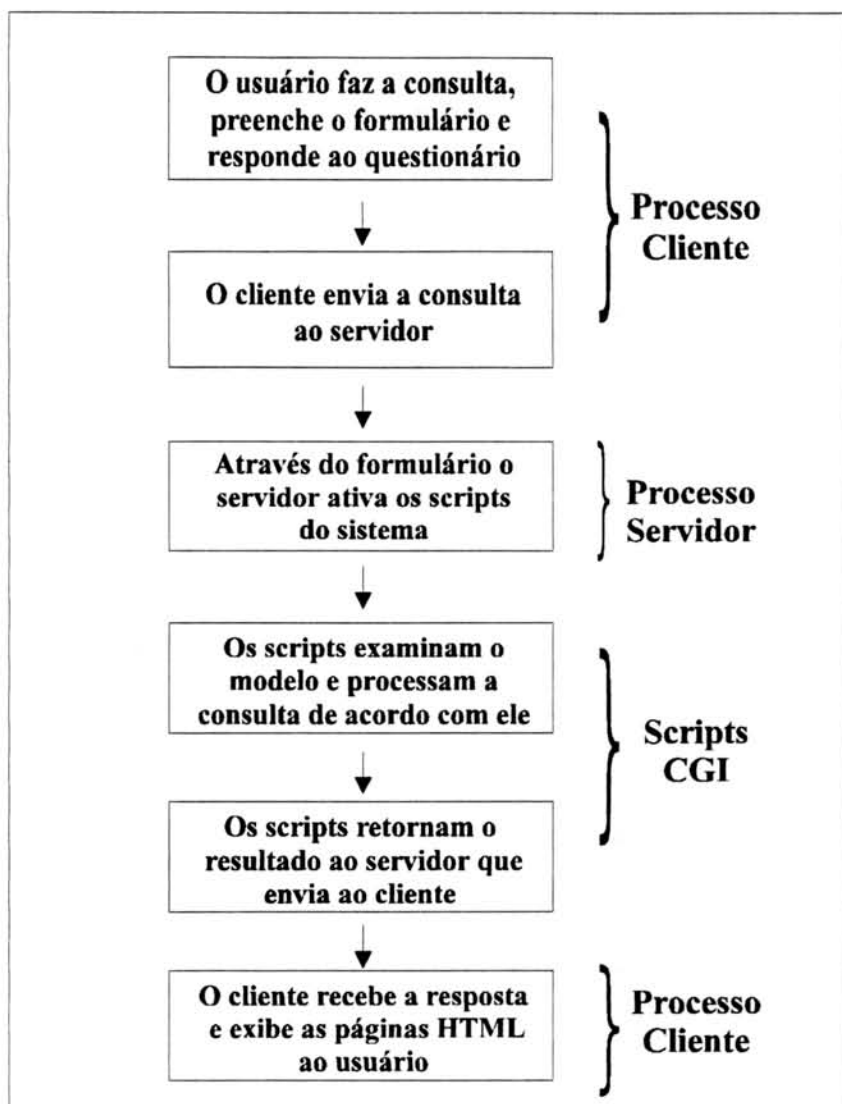 O usuário faz a consulta,
preenche o formulário e
responde ao questionário
Processo
Cliente
O cliente envia a consulta
ao servidor
Através do formulário o
servidor ativa os scripts
do sistema
Processo
Servidor
Os scripts examinam o
modelo e processam a
consulta de acordo com ele
Scripts
CGI
Os scripts retornam o
resultado ao servidor que
envia ao cliente
O cliente recebe a resposta
e exibe as páginas HTML
ao usuário
Processo
Cliente